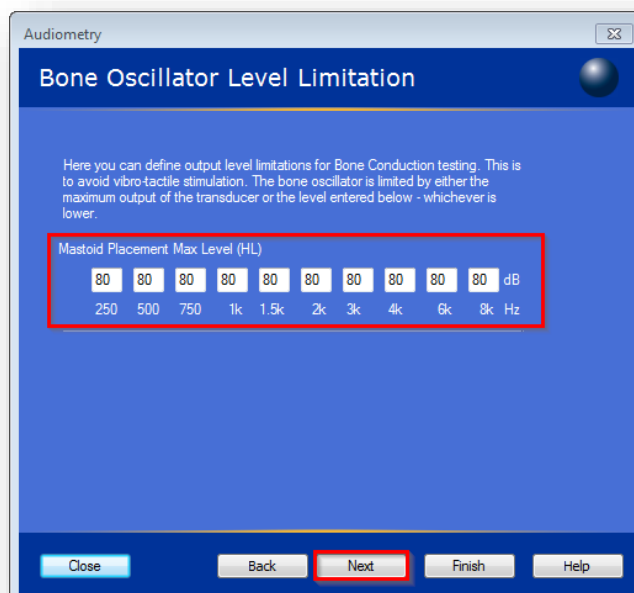 Audiometry
Bone Oscillator Level Limitation
Here you can define output level limitations for Bone Conduction testing. This is
to avoid vibro-tactile stimulation. The bone oscillator is limited by either the
maximum output of the transducer or the level entered below - whichever is
lower.
Mastoid Placement Max Level (HL)
80 80 80 80 80 80 80 80 80 80 dB
250 500 750 1k 1.5k 2k 3k 4k 6k 8k Hz
Close Back Next Finish Help